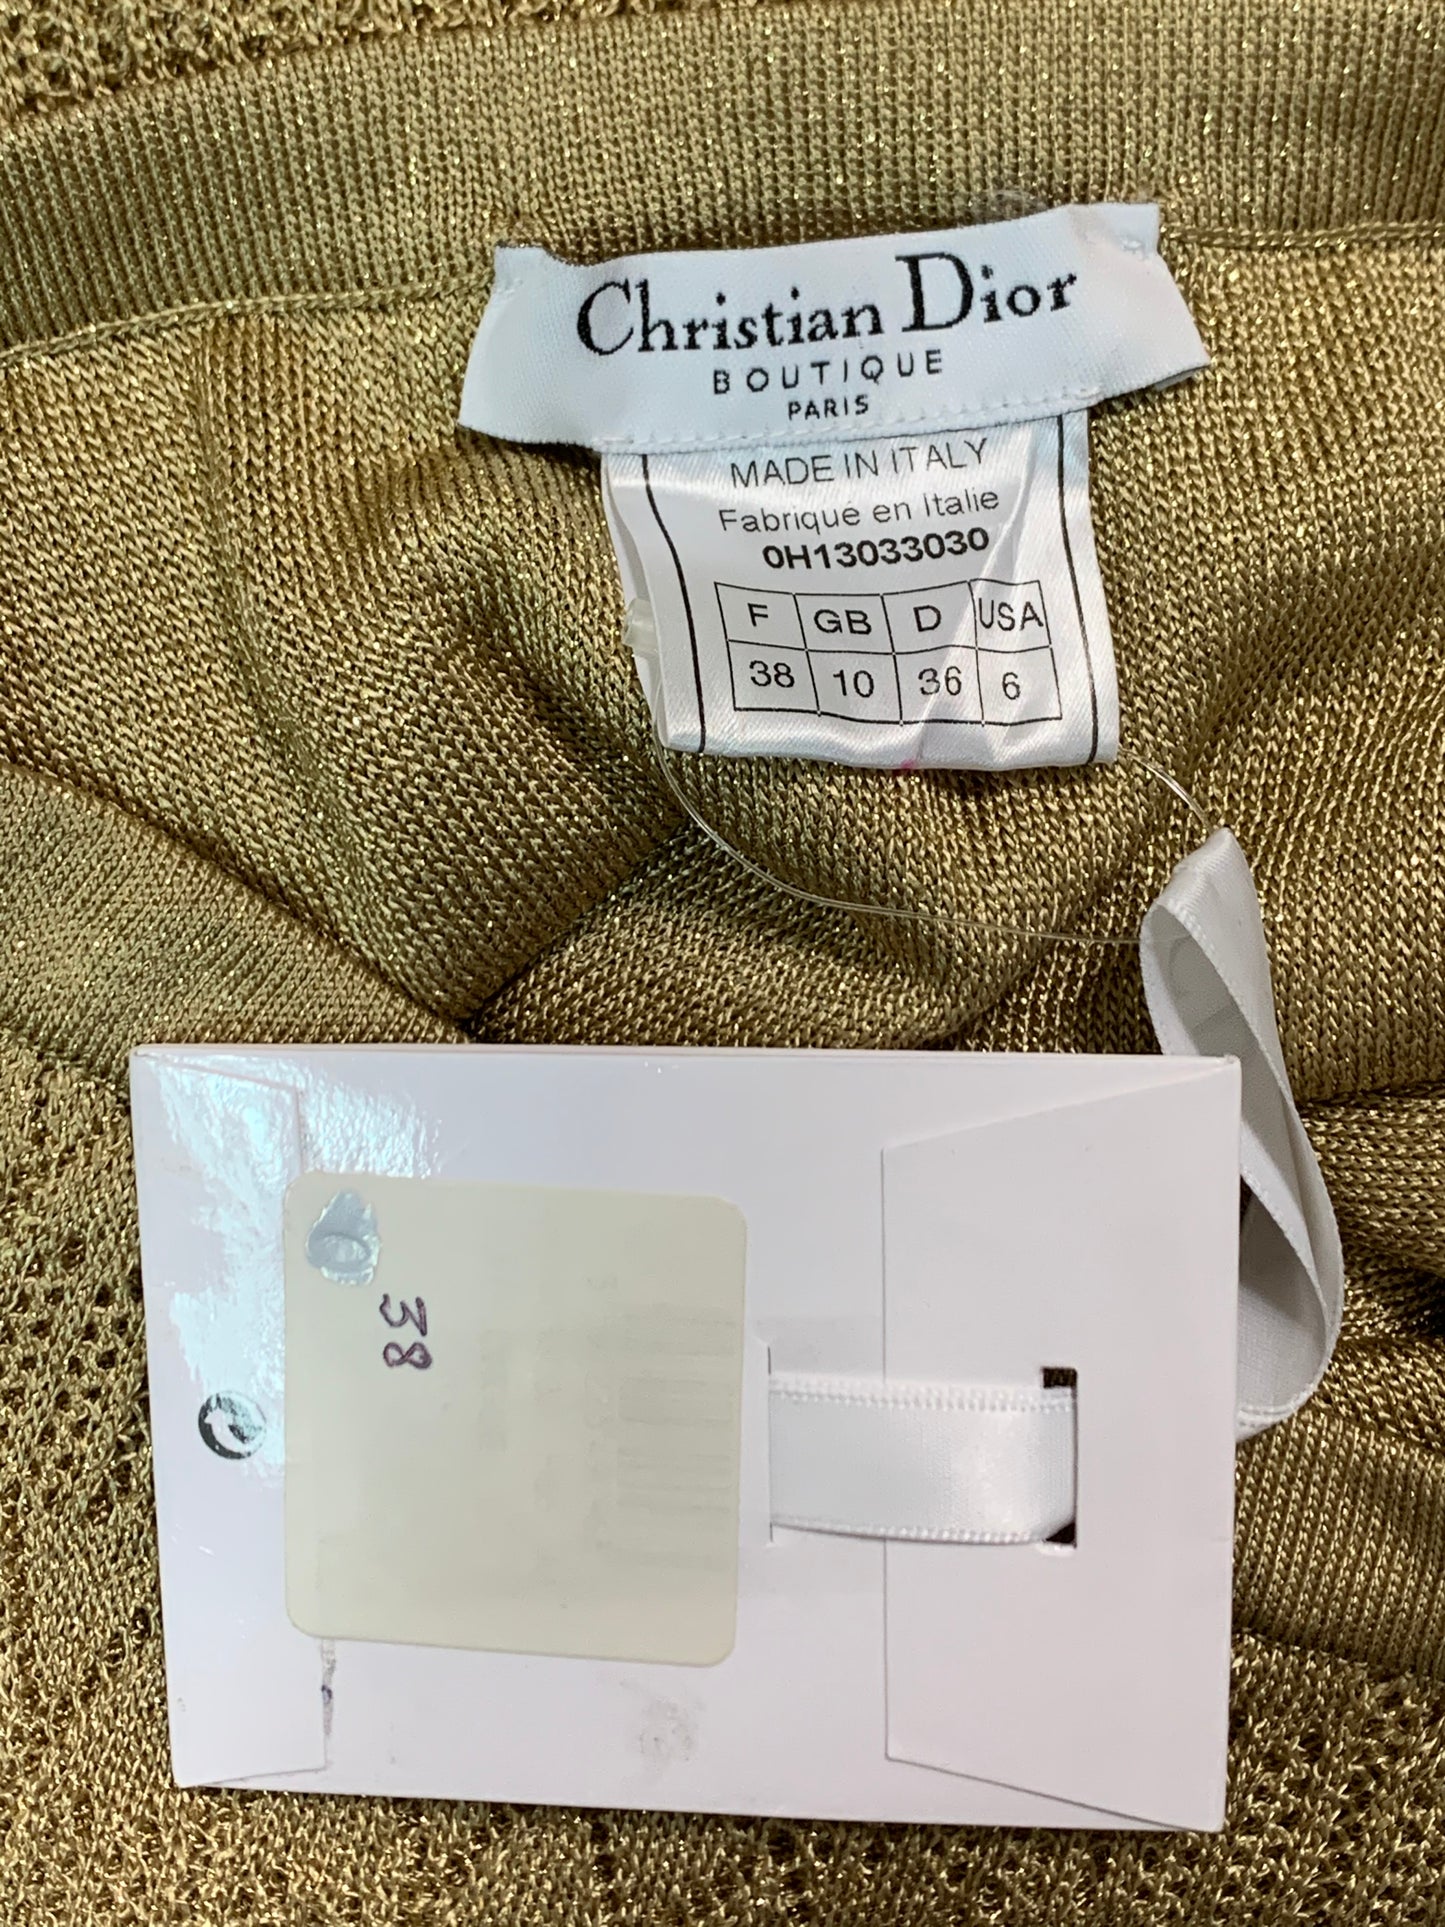 Christian Dior
BOUTIQUE
PARIS
MADE IN ITALY
Fabriqué en Italie
0H13033030
F GB D USA
38 10 36 6
38